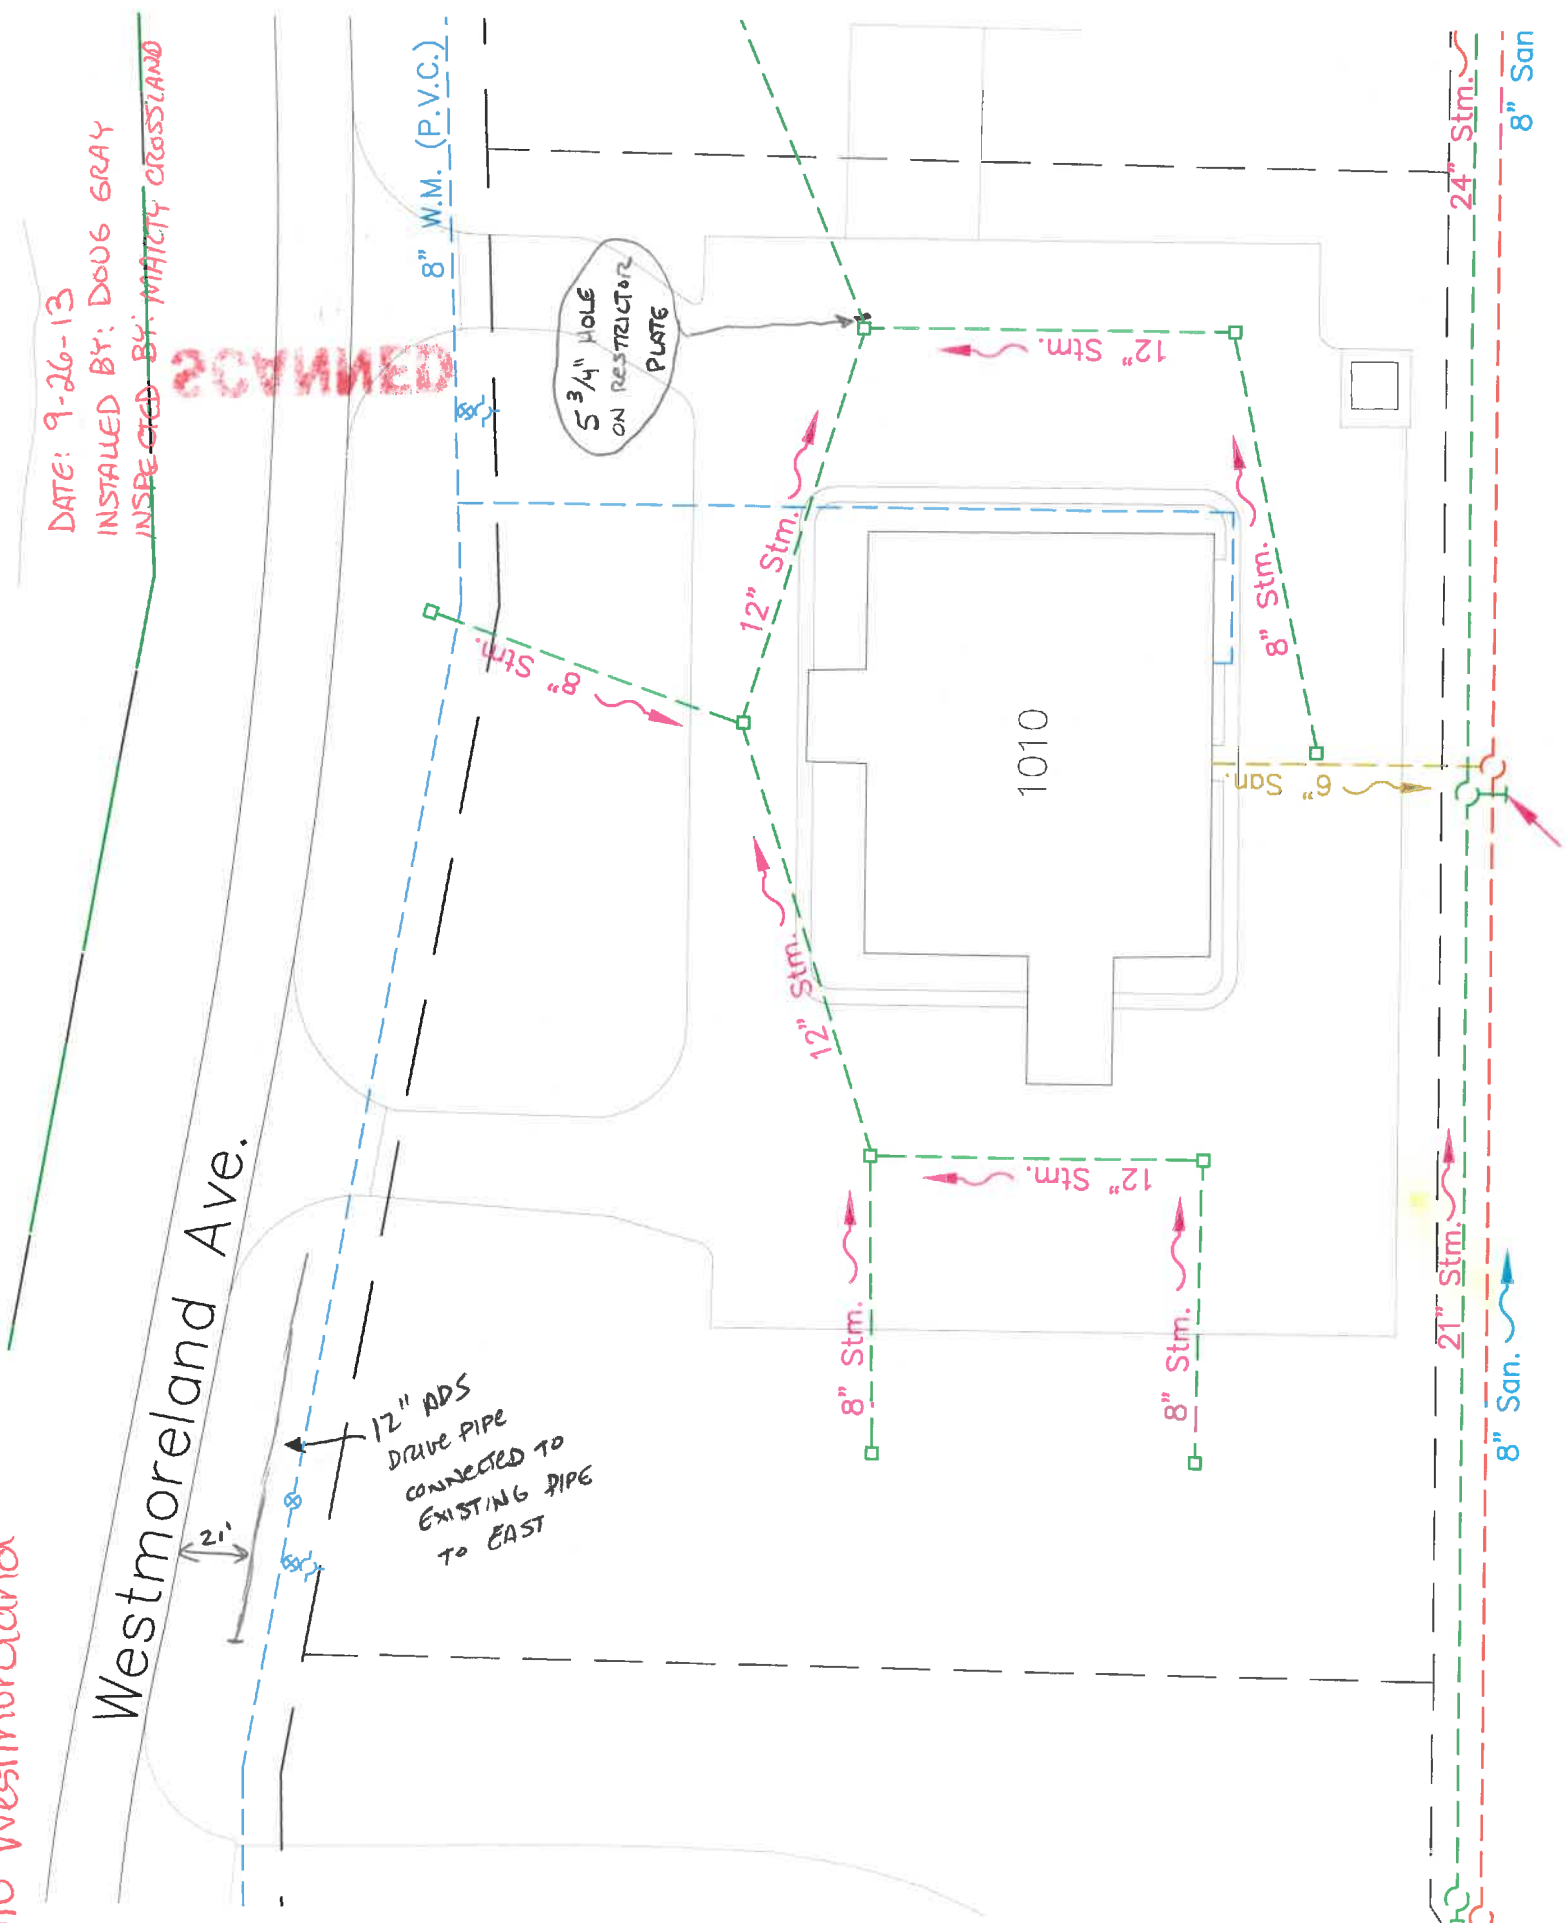 DATE: 9-26-13
INSTALLED BY: DOUG GRAY
INSPECTED BY: MARTY CROSSLAND
SCANNED
Westmoreland
Westmoreland Ave.
21'
12" ADS
DRIVE PIPE
CONNECTED TO
EXISTING PIPE
TO EAST
8" W.M. (P.V.C.)
5 3/4" HOLE
ON RESTRICTOR
PLATE
8" Stm.
12" Stm.
12" Stm.
12" Stm.
8" Stm.
1010
6" San.
8" Stm.
12" Stm.
8" Stm.
21" Stm.
24" Stm.
8" San.
8" San